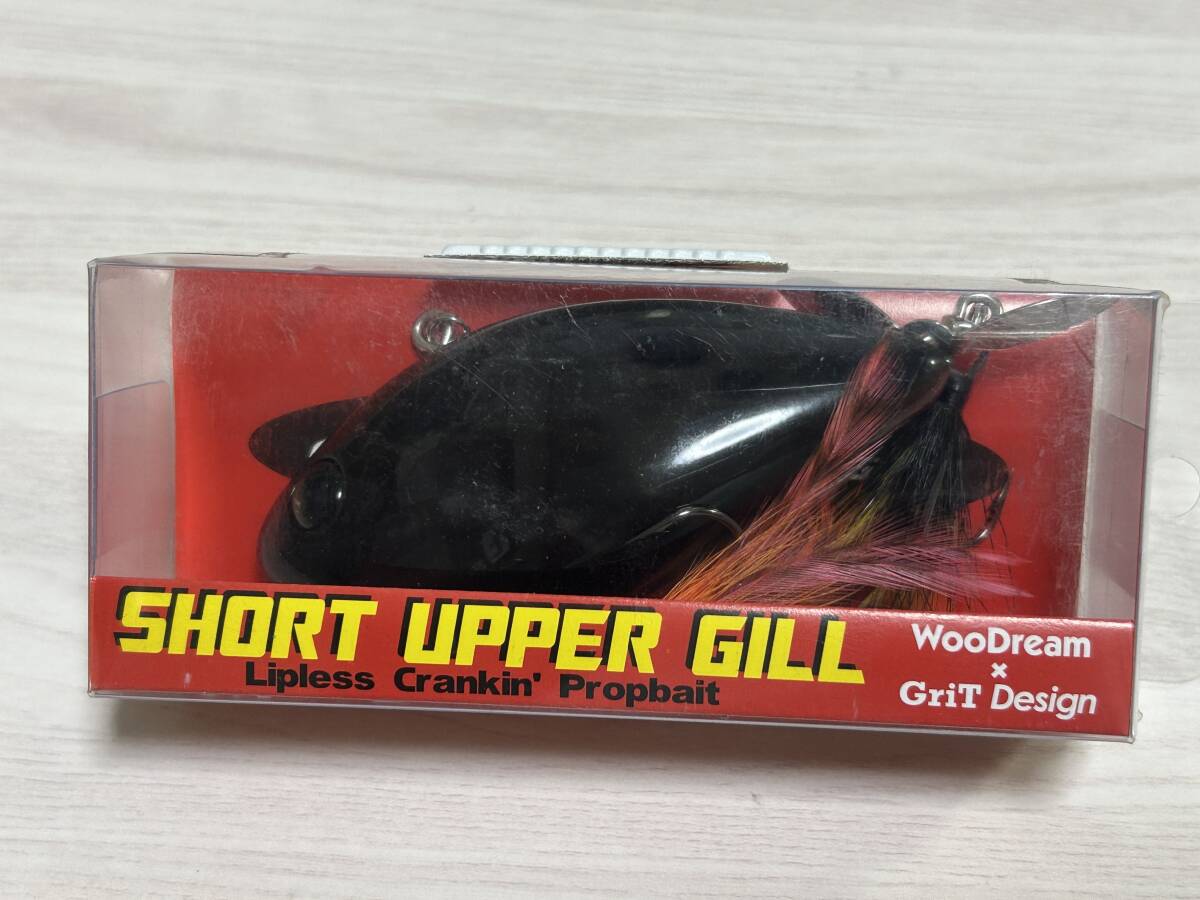 SHORT UPPER GILL
Lipless Crankin' Propbait
WooDream
×
GriT Design